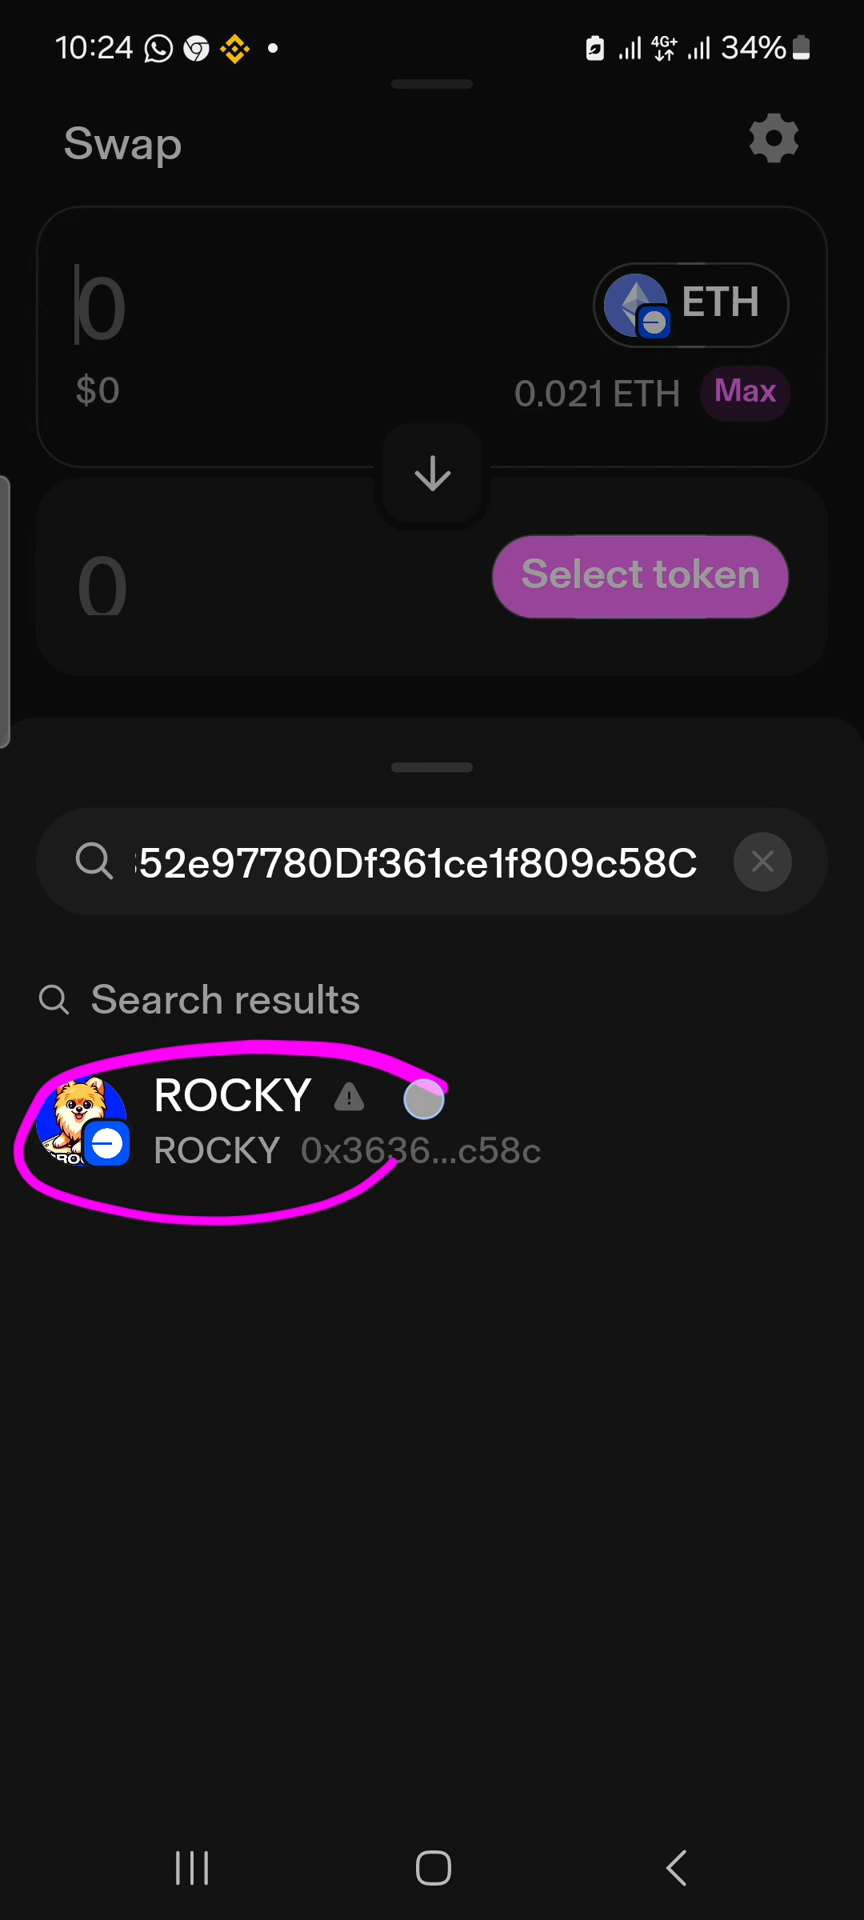 10:24
4G+
34%
Swap
0
ETH
$0
0.021 ETH
Max
0
Select token
52e97780Df361ce1f809c58C
Search results
ROCKY
ROCKY 0x3636...c58c